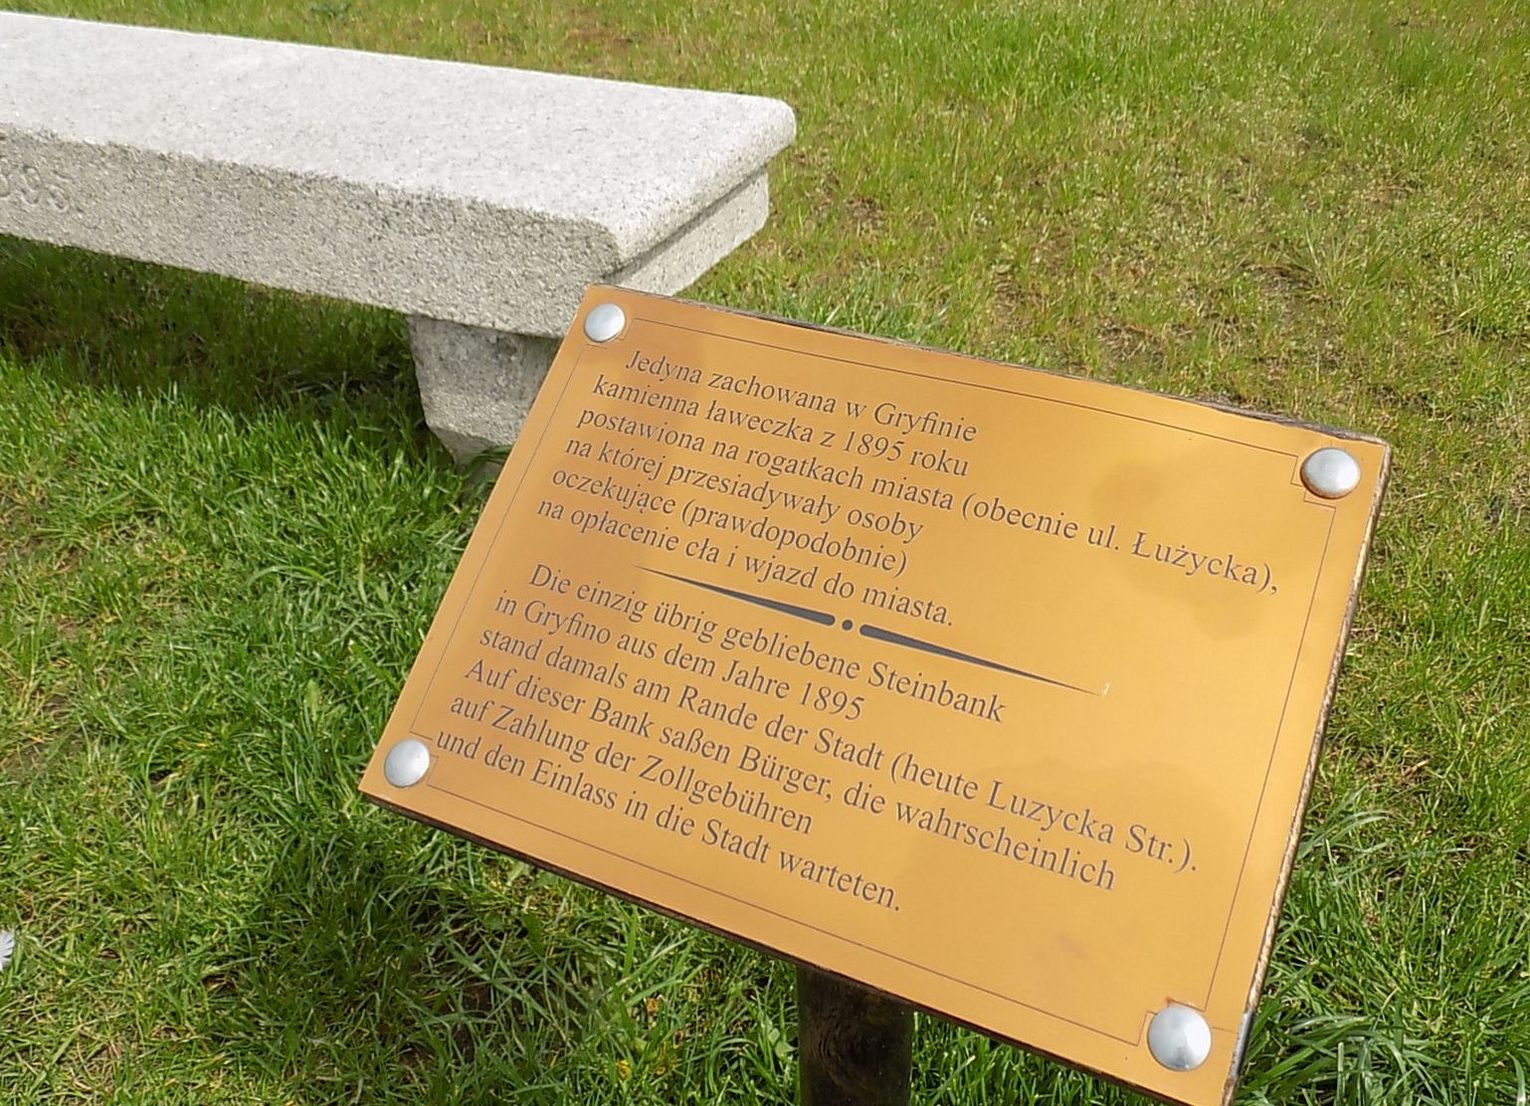 Jedyna zachowana w Gryfinie
kamienna ławeczka z 1895 roku
postawiona na rogatkach miasta (obecnie ul. Łużycka),
na której przesiadywały osoby
oczekujące (prawdopodobnie)
na opłacenie cła i wjazd do miasta.
Die einzig übrig gebliebene Steinbank
in Gryfino aus dem Jahre 1895
stand damals am Rande der Stadt (heute Luzycka Str.).
Auf dieser Bank saßen Bürger, die wahrscheinlich
auf Zahlung der Zollgebühren
und den Einlass in die Stadt warteten.